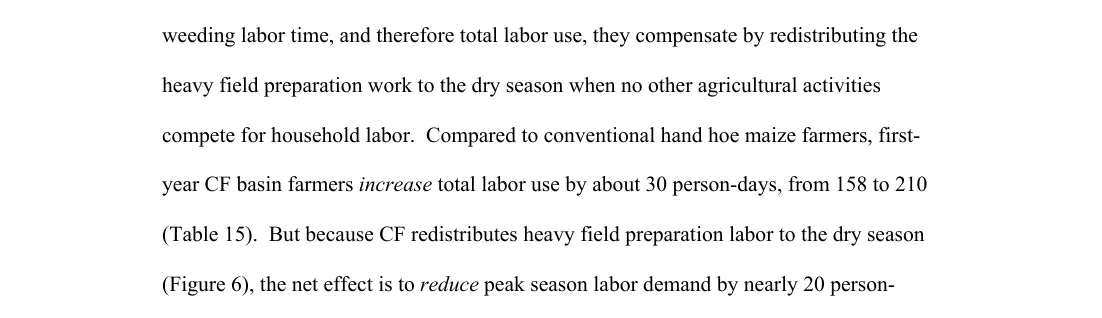 weeding labor time, and therefore total labor use, they compensate by redistributing the
heavy field preparation work to the dry season when no other agricultural activities
compete for household labor.  Compared to conventional hand hoe maize farmers, first-
year CF basin farmers increase total labor use by about 30 person-days, from 158 to 210
(Table 15).  But because CF redistributes heavy field preparation labor to the dry season
(Figure 6), the net effect is to reduce peak season labor demand by nearly 20 person-